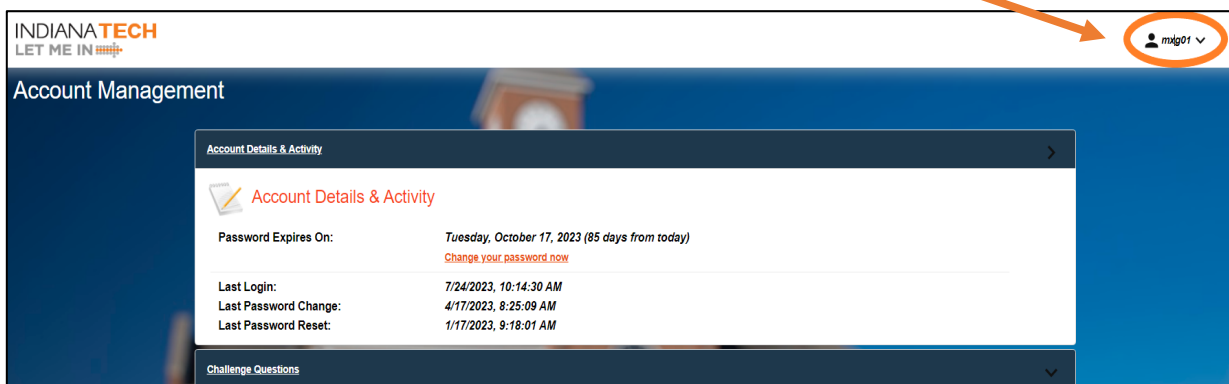 INDIANA TECH
LET ME IN
mxlg01
Account Management
Account Details & Activity
Account Details & Activity
Password Expires On: Tuesday, October 17, 2023 (85 days from today)
Change your password now
Last Login: 7/24/2023, 10:14:30 AM
Last Password Change: 4/17/2023, 8:25:09 AM
Last Password Reset: 1/17/2023, 9:18:01 AM
Challenge Questions